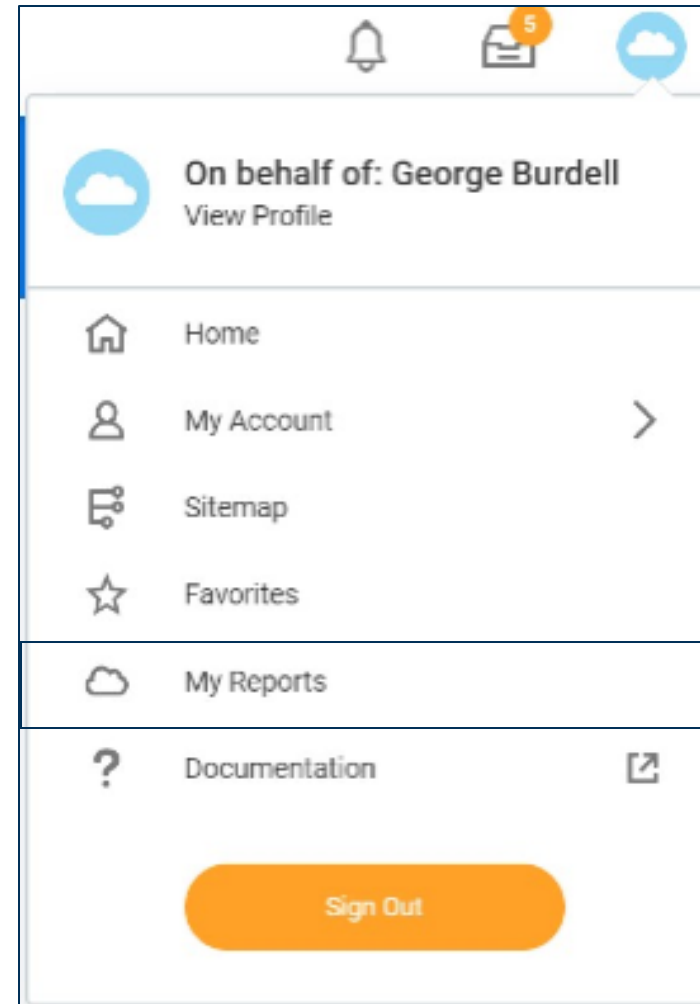 5
On behalf of: George Burdell
View Profile
Home
My Account
Sitemap
Favorites
My Reports
Documentation
Sign Out